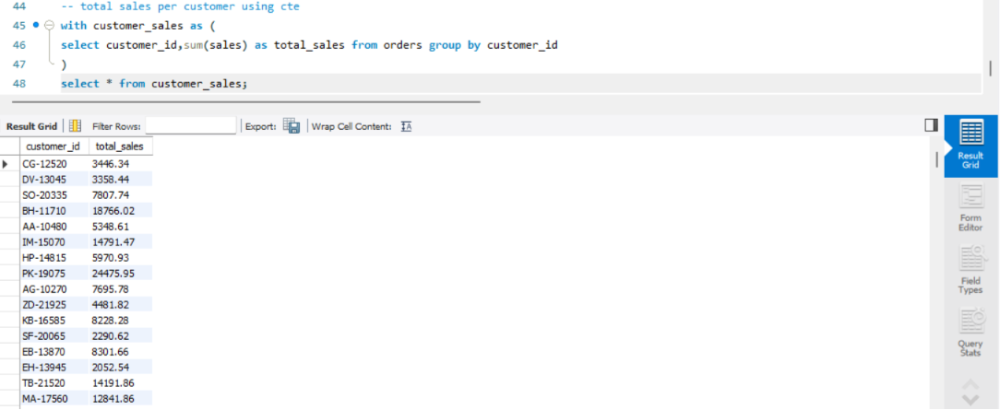 44 -- total sales per customer using cte
45 with customer_sales as (
46 select customer_id,sum(sales) as total_sales from orders group by customer_id
47 )
48 select * from customer_sales;
Result Grid Filter Rows: Export: Wrap Cell Content: IA
customer_id total_sales
CG-12520 3446.34
DV-13045 3358.44
SO-20335 7807.74
BH-11710 18766.02
AA-10480 5348.61
IM-15070 14791.47
HP-14815 5970.93
PK-19075 24475.95
AG-10270 7695.78
ZD-21925 4481.82
KB-16585 8228.28
SF-20065 2290.62
EB-13870 8301.66
EH-13945 2052.54
TB-21520 14191.86
MA-17560 12841.86
Result
Grid
Form
Editor
Field
Types
Query
Stats